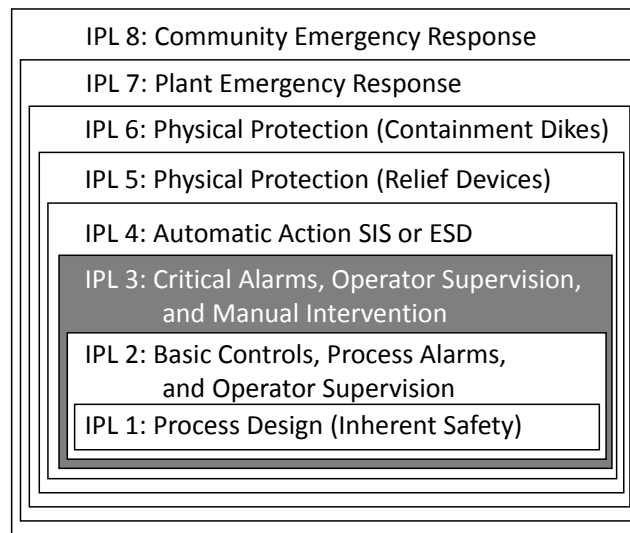 IPL 8: Community Emergency Response
IPL 7: Plant Emergency Response
IPL 6: Physical Protection (Containment Dikes)
IPL 5: Physical Protection (Relief Devices)
IPL 4: Automatic Action SIS or ESD
IPL 3: Critical Alarms, Operator Supervision,
and Manual Intervention
IPL 2: Basic Controls, Process Alarms,
and Operator Supervision
IPL 1: Process Design (Inherent Safety)